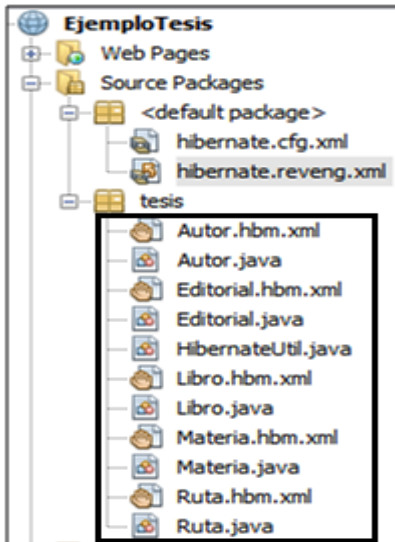 EjemploTesis
Web Pages
Source Packages
<default package>
hibernate.cfg.xml
hibernate.reveng.xml
tesis
Autor.hbm.xml
Autor.java
Editorial.hbm.xml
Editorial.java
HibernateUtil.java
Libro.hbm.xml
Libro.java
Materia.hbm.xml
Materia.java
Ruta.hbm.xml
Ruta.java